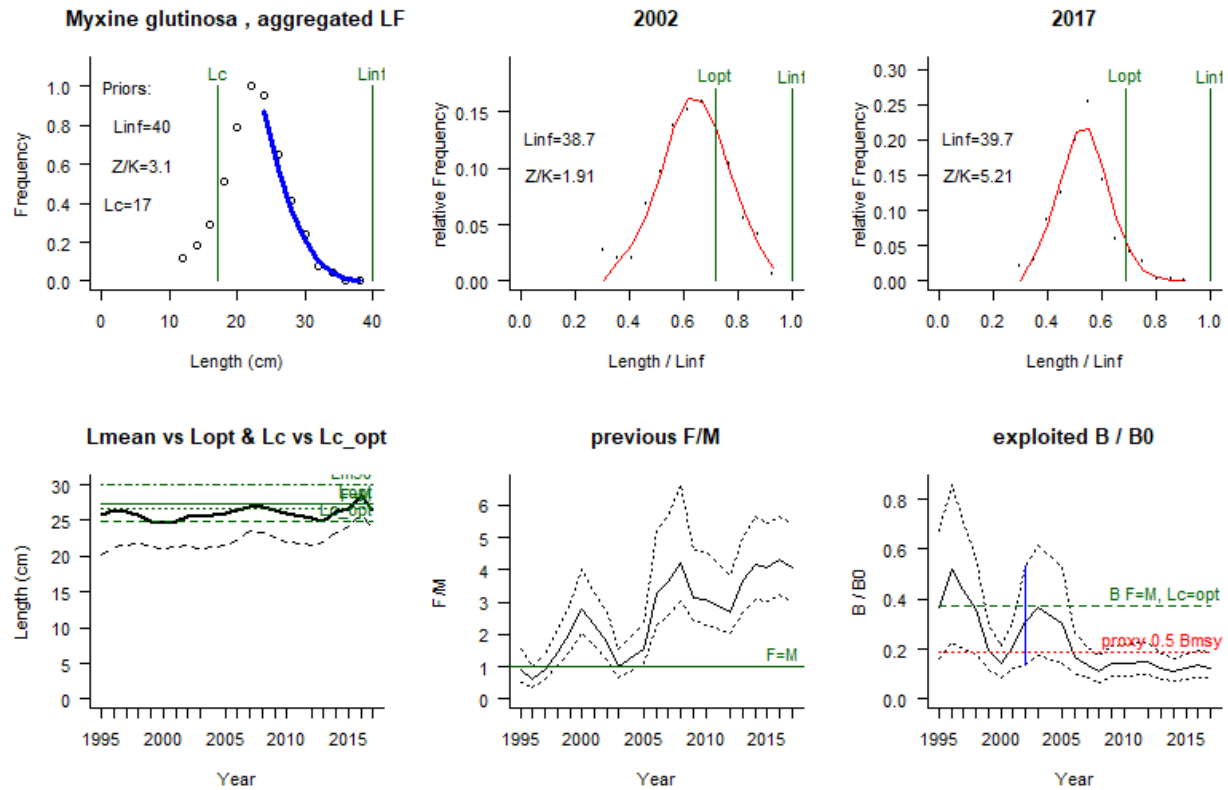 Myxine glutinosa , aggregated LF
Frequency
1.0
0.8
0.6
0.4
0.2
0.0
Priors:
Linf=40
Z/K=3.1
Lc=17
Lc
Linf
0 10 20 30 40
Length (cm)
2002
relative Frequency
0.15
0.10
0.05
0.00
Linf=38.7
Z/K=1.91
Lopt
Linf
0.0 0.2 0.4 0.6 0.8 1.0
Length / Linf
2017
relative Frequency
0.30
0.25
0.20
0.15
0.10
0.05
0.00
Linf=39.7
Z/K=5.21
Lopt
Linf
0.0 0.2 0.4 0.6 0.8 1.0
Length / Linf
Lmean vs Lopt & Lc vs Lc_opt
Length (cm)
30
25
20
15
10
5
0
Lc_opt
1995 2000 2005 2010 2015
Year
previous F/M
F/M
6
5
4
3
2
1
0
F=M
1995 2000 2005 2010 2015
Year
exploited B / B0
B / B0
0.8
0.6
0.4
0.2
0.0
B F=M, Lc=opt
proxy 0.5 Bmsy
1995 2000 2005 2010 2015
Year